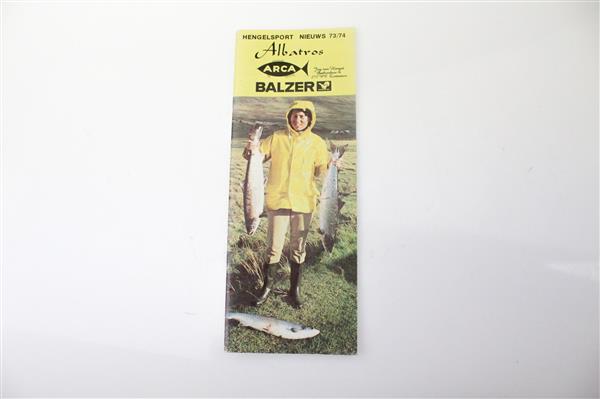 HENGELSPORT NIEUWS 73/74
Albatros
ARCA
BALZER